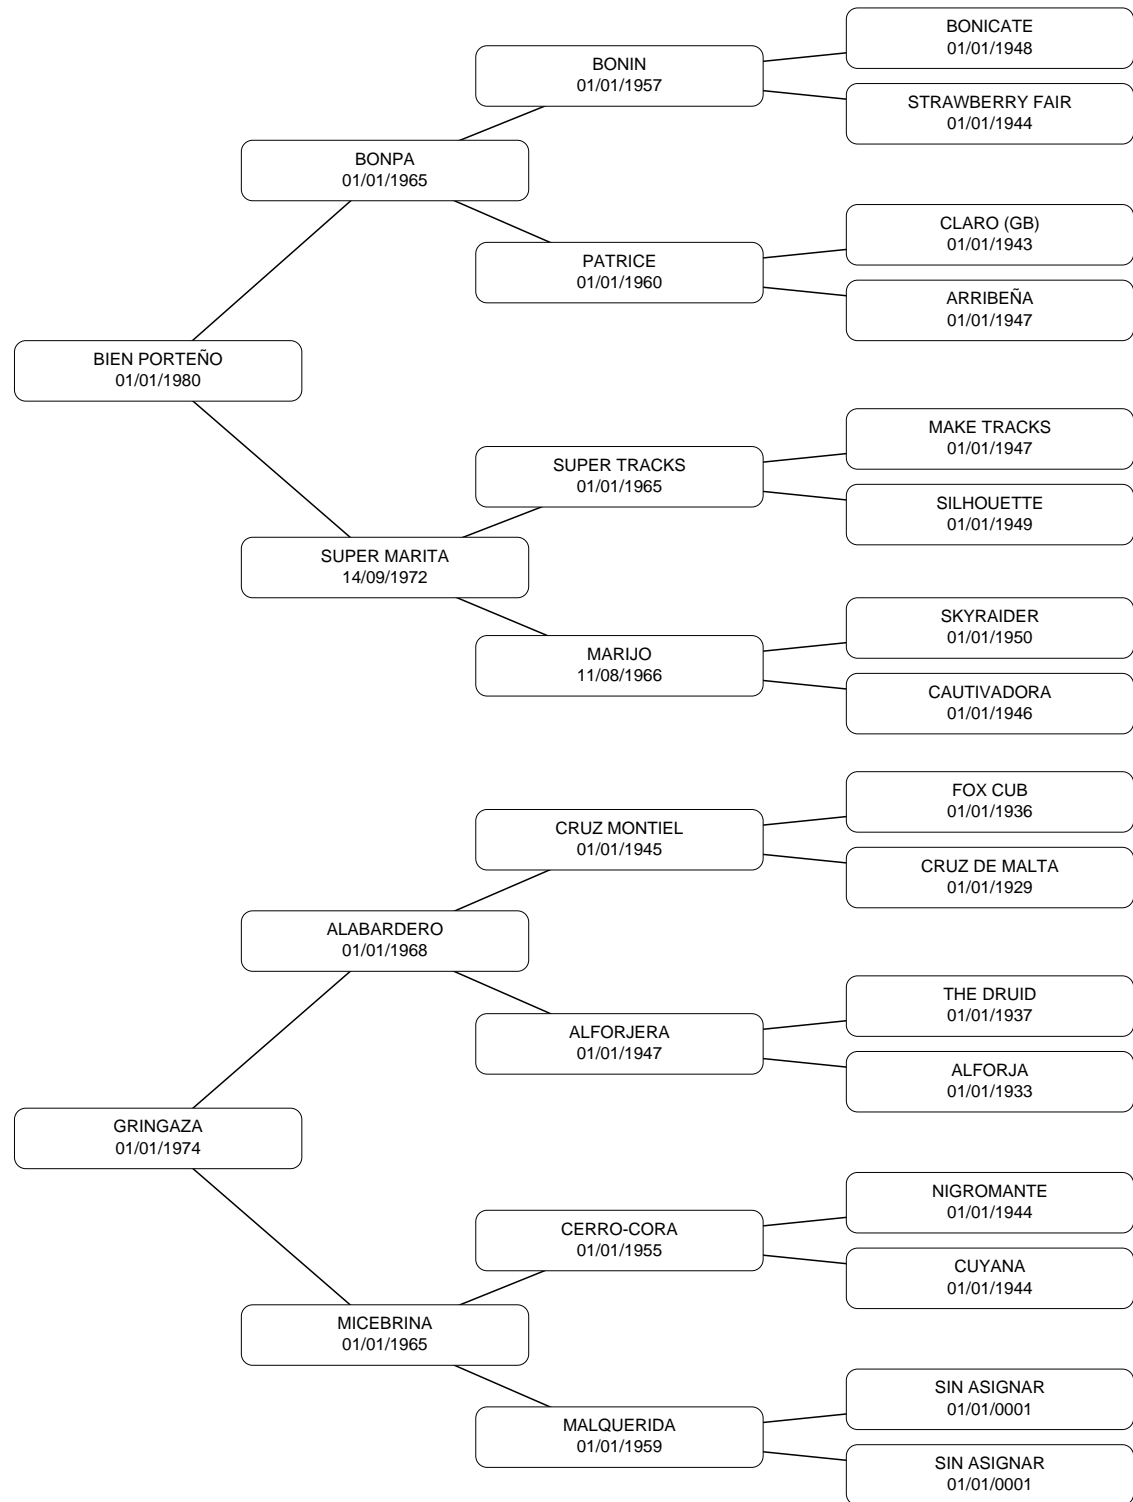 BONICATE
01/01/1948
BONIN
01/01/1957
STRAWBERRY FAIR
01/01/1944
BONPA
01/01/1965
CLARO (GB)
01/01/1943
PATRICE
01/01/1960
ARRIBEÑA
01/01/1947
BIEN PORTEÑO
01/01/1980
MAKE TRACKS
01/01/1947
SUPER TRACKS
01/01/1965
SILHOUETTE
01/01/1949
SUPER MARITA
14/09/1972
SKYRAIDER
01/01/1950
MARIJO
11/08/1966
CAUTIVADORA
01/01/1946
FOX CUB
01/01/1936
CRUZ MONTIEL
01/01/1945
CRUZ DE MALTA
01/01/1929
ALABARDERO
01/01/1968
THE DRUID
01/01/1937
ALFORJERA
01/01/1947
ALFORJA
01/01/1933
GRINGAZA
01/01/1974
NIGROMANTE
01/01/1944
CERRO-CORA
01/01/1955
CUYANA
01/01/1944
MICEBRINA
01/01/1965
SIN ASIGNAR
01/01/0001
MALQUERIDA
01/01/1959
SIN ASIGNAR
01/01/0001